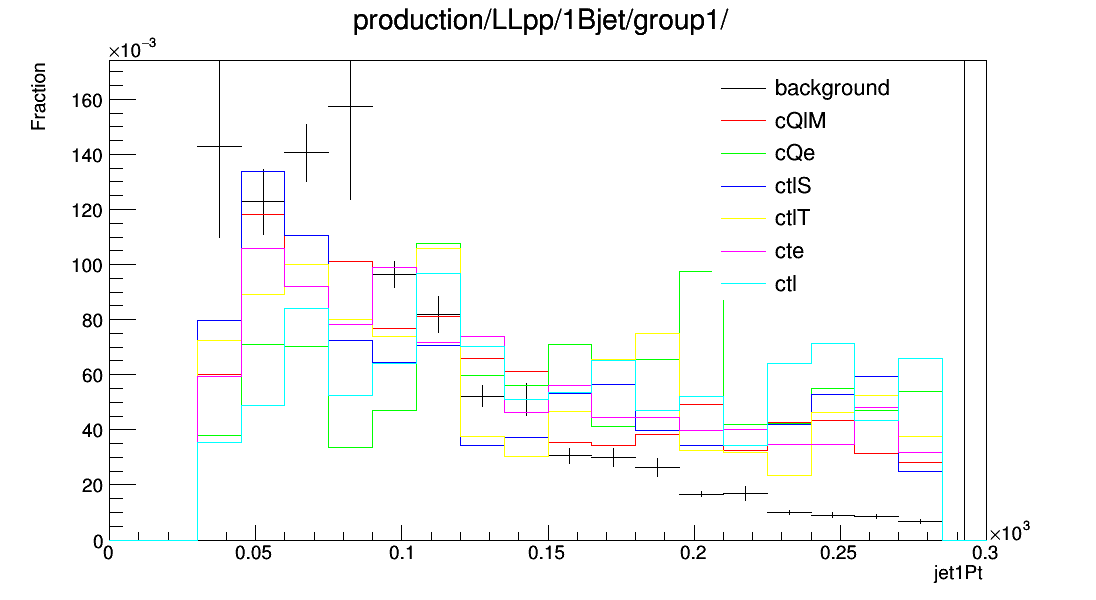 production/LLpp/1Bjet/group1/
×10⁻³
Fraction
160
140
120
100
80
60
40
20
0
background
cQlM
cQe
ctlS
ctlT
cte
ctl
0 0.05 0.1 0.15 0.2 0.25 0.3
×10³
jet1Pt